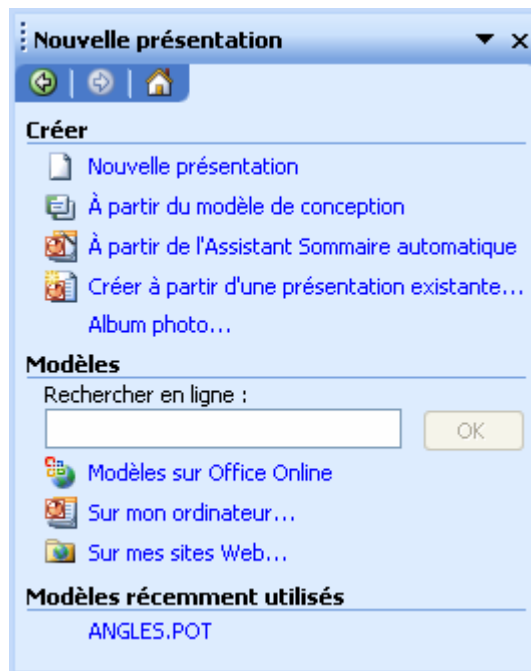 Nouvelle présentation
Créer
Nouvelle présentation
À partir du modèle de conception
À partir de l'Assistant Sommaire automatique
Créer à partir d'une présentation existante...
Album photo...
Modèles
Rechercher en ligne :
OK
Modèles sur Office Online
Sur mon ordinateur...
Sur mes sites Web...
Modèles récemment utilisés
ANGLES.POT